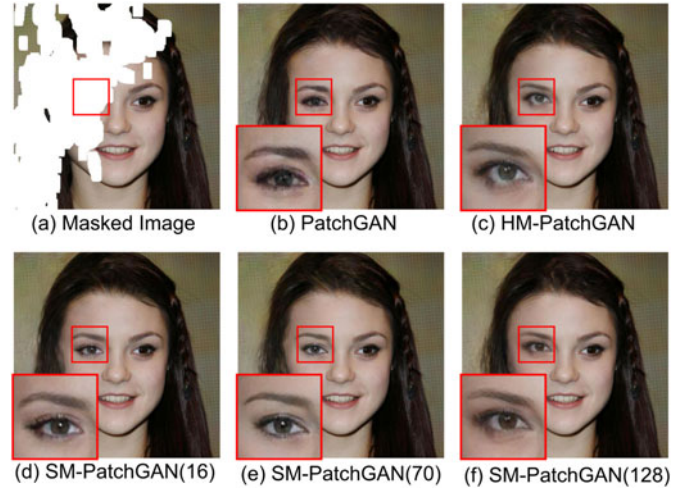 (a) Masked Image
(b) PatchGAN
(c) HM-PatchGAN
(d) SM-PatchGAN(16)
(e) SM-PatchGAN(70)
(f) SM-PatchGAN(128)